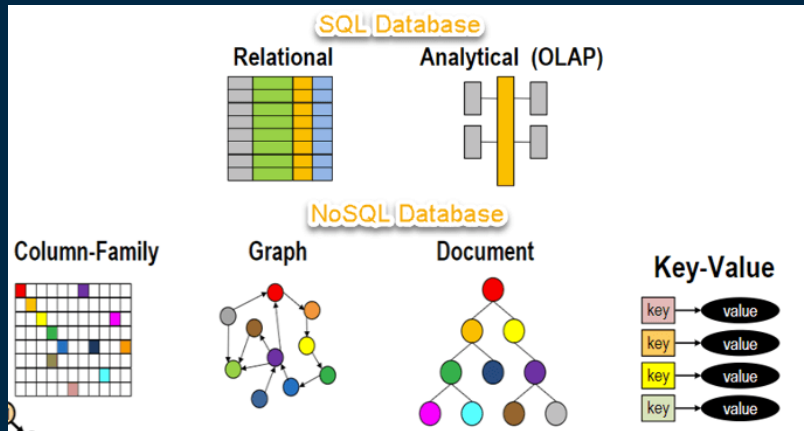 SQL Database
Relational
Analytical (OLAP)
NoSQL Database
Column-Family
Graph
Document
Key-Value
key
value
key
value
key
value
key
value